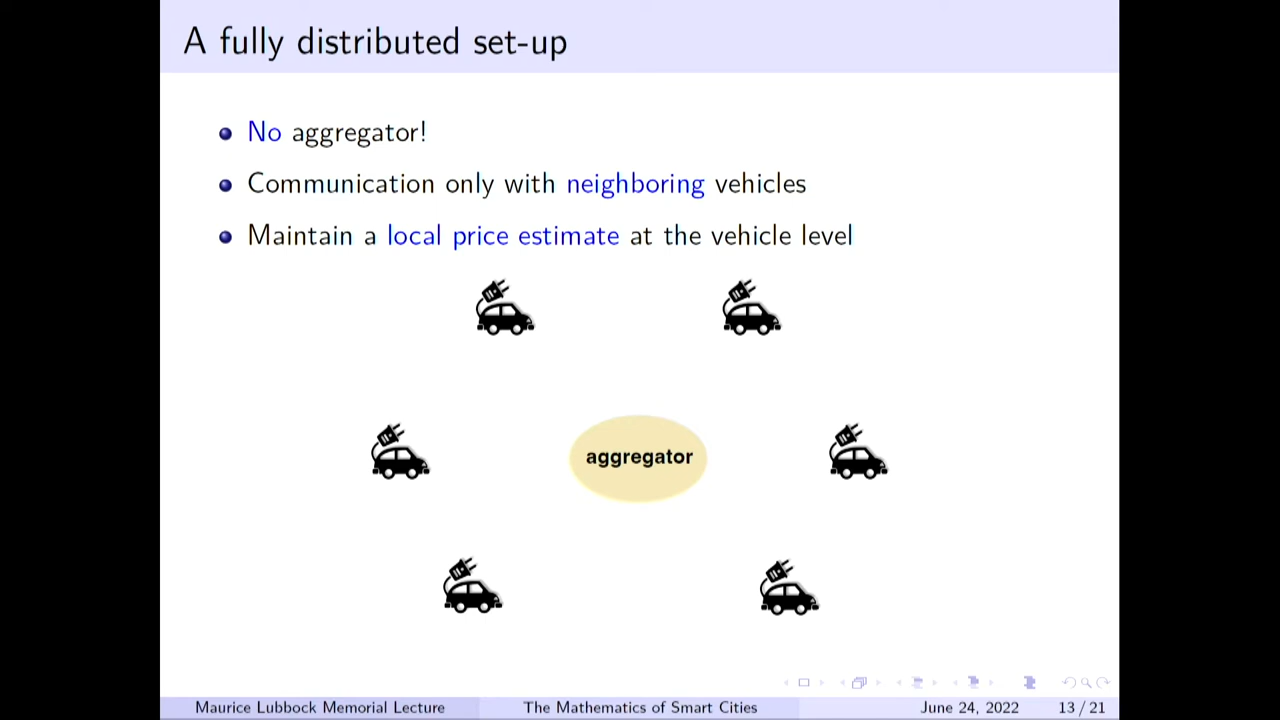 A fully distributed set-up
No aggregator!
Communication only with neighboring vehicles
Maintain a local price estimate at the vehicle level
aggregator
Maurice Lubbock Memorial Lecture
The Mathematics of Smart Cities
June 24, 2022
13 / 21